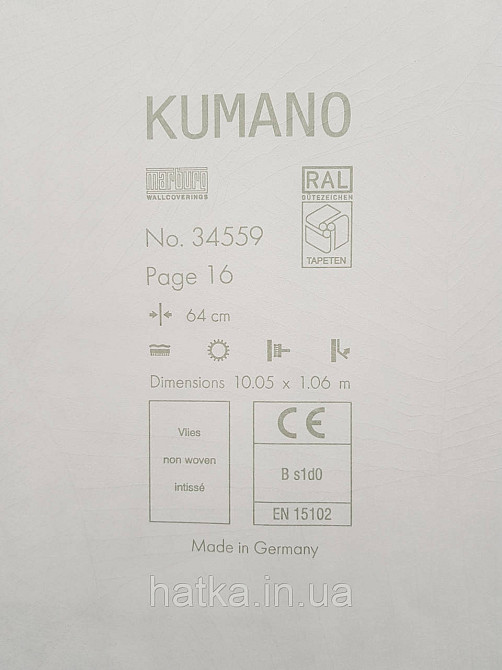 KUMANO
marburg
WALLCOVERINGS
RAL
GÜTEZEICHEN
TAPETEN
No. 34559
Page 16
64 cm
Dimensions 10.05 x 1.06 m
Vlies
non woven
intissé
CE
B s1d0
EN 15102
Made in Germany
hatka.in.ua